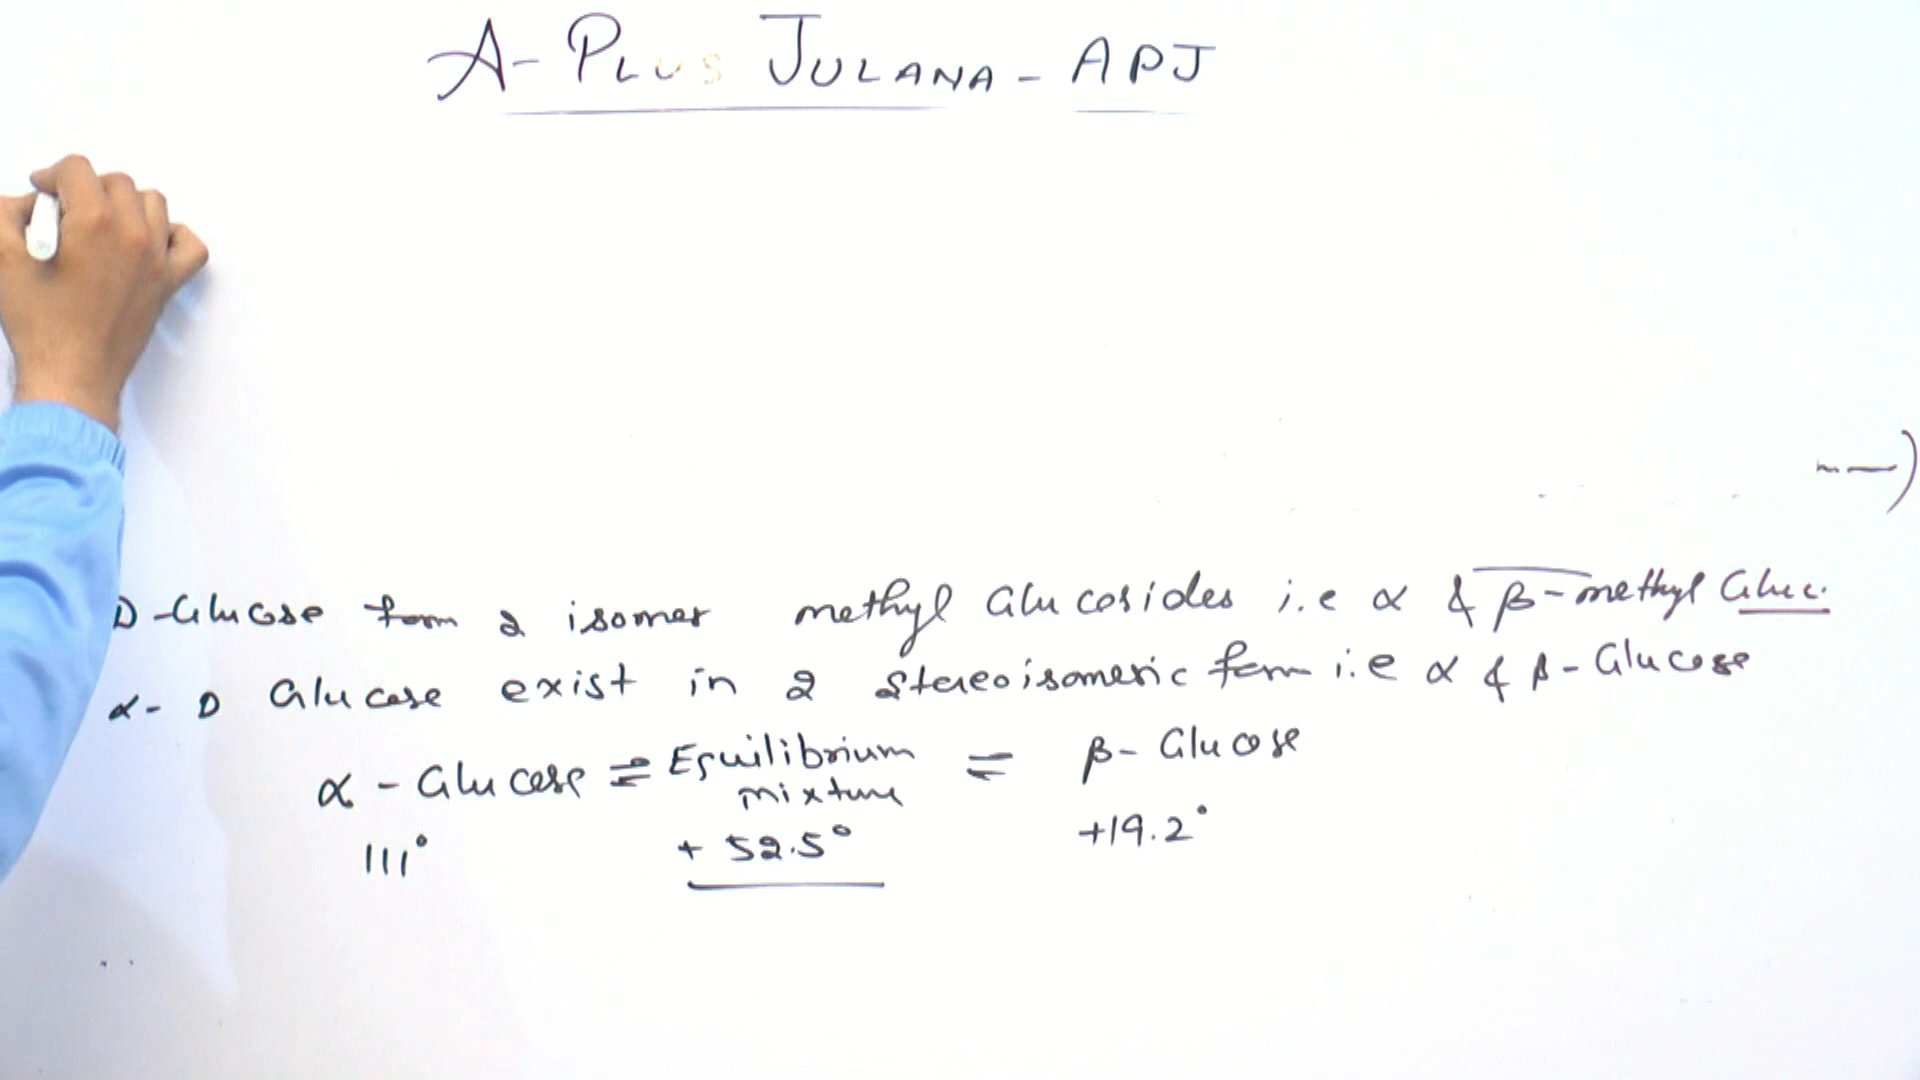 A-PLUS JULANA - APJ
D-Glucose form 2 isomer methyl Glucosides i.e α & β-methyl Gluc.
α- D Glucose exist in 2 stereoisomeric form i.e α & β-Glucose
α-Glucose ⇌ Equilibrium mixture ⇌ β-Glucose
111° +52.5° +19.2°